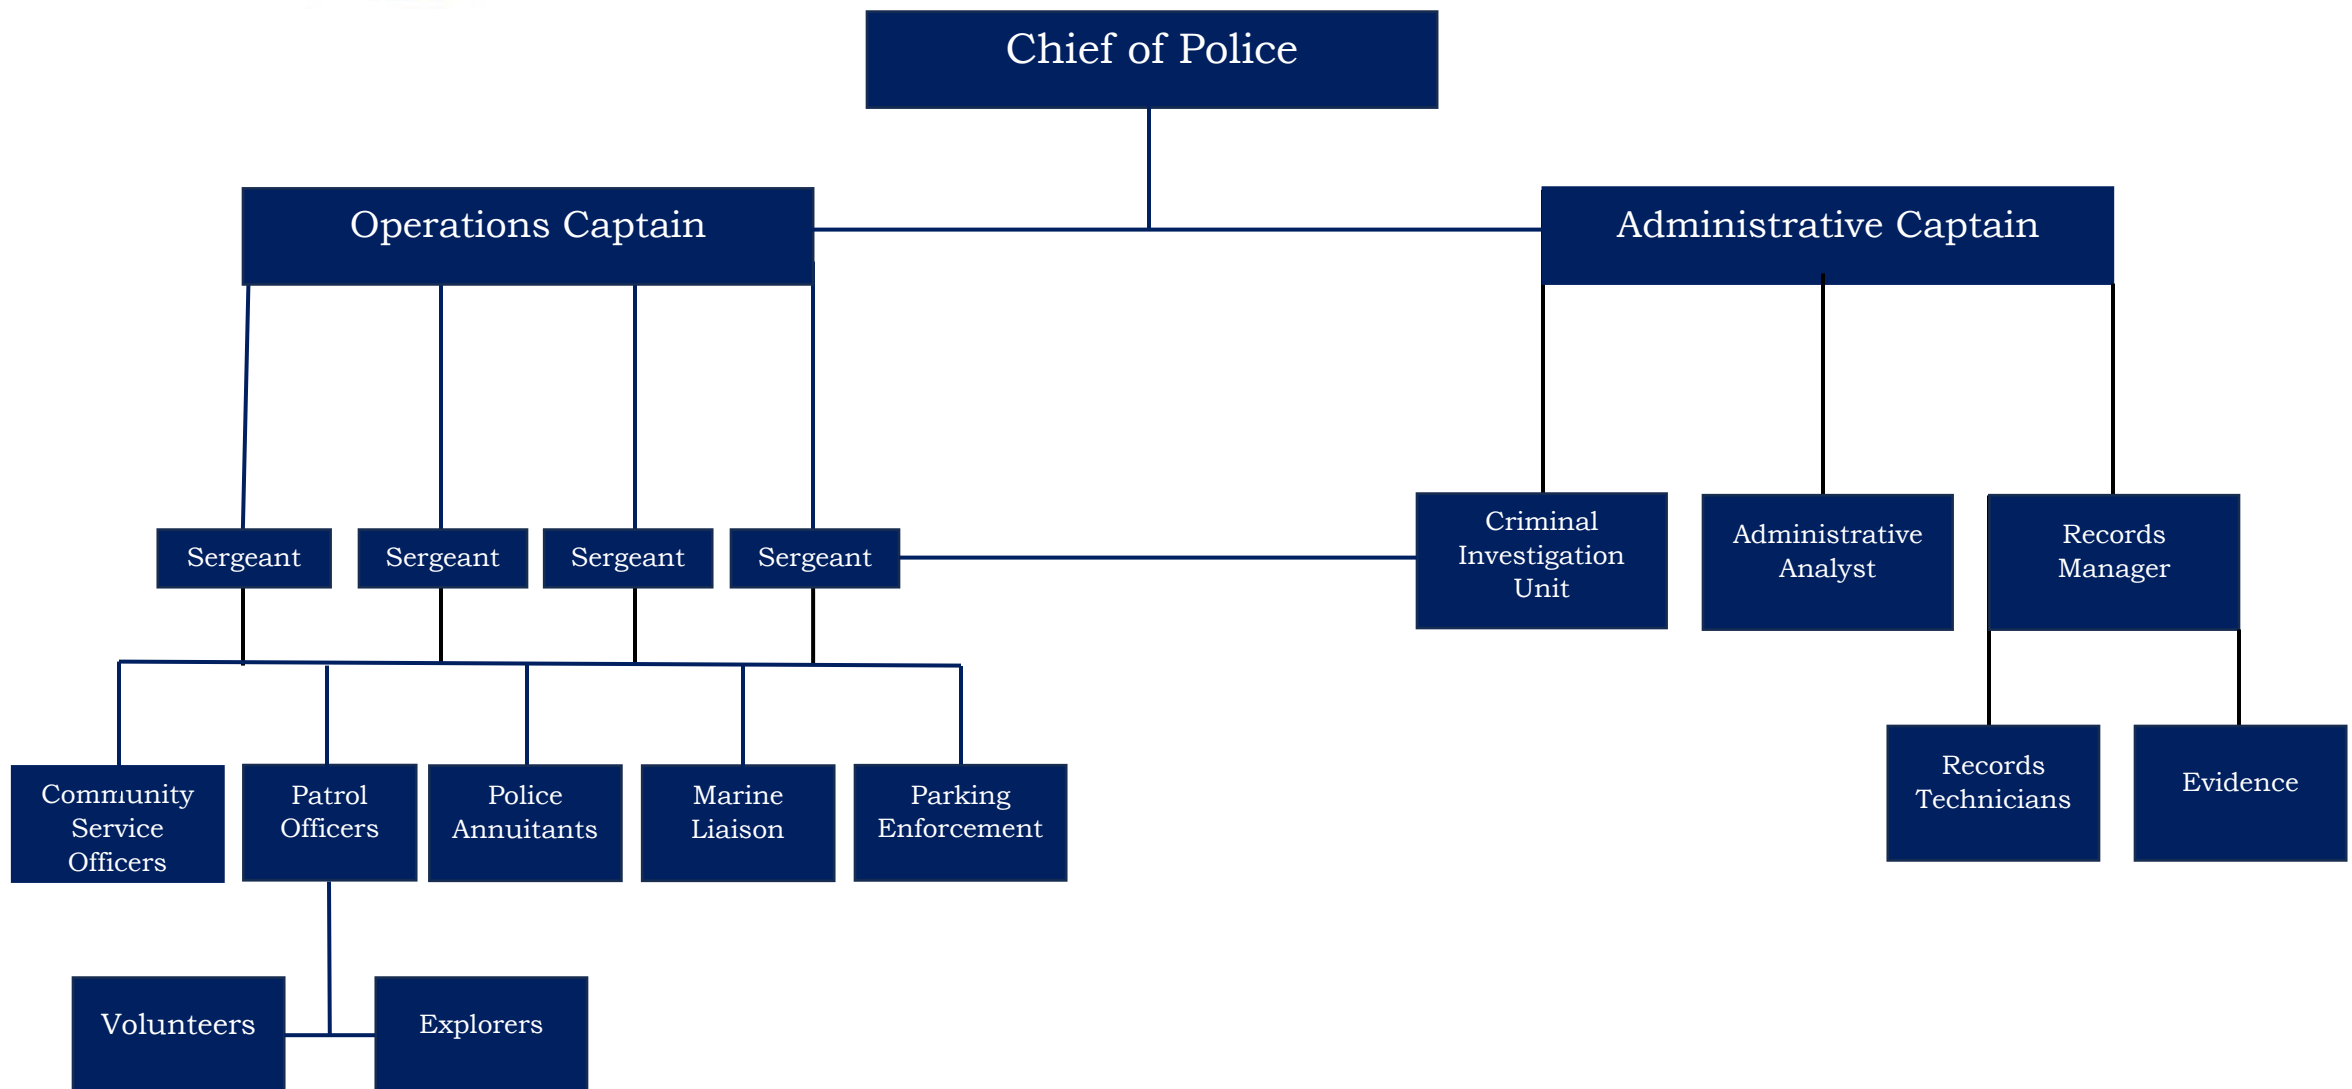 Chief of Police
Operations Captain
Administrative Captain
Sergeant
Sergeant
Sergeant
Sergeant
Criminal
Investigation
Unit
Administrative
Analyst
Records
Manager
Community
Service
Officers
Patrol
Officers
Police
Annuitants
Marine
Liaison
Parking
Enforcement
Records
Technicians
Evidence
Volunteers
Explorers